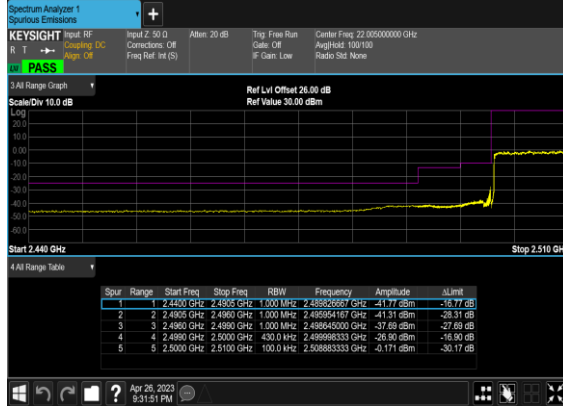 Spectrum Analyzer 1
Spurious Emissions
KEYSIGHT Input: RF Input Z: 50 Ω Atten: 20 dB Trig: Free Run Center Freq: 22.005000000 GHz
R T Coupling: DC Corrections: Off Gate: Off Avg|Hold: 100/100
Align: Off Freq Ref: Int (S) IF Gain: Low Radio Std: None
PASS
3 All Range Graph
Ref Lvl Offset 26.00 dB
Scale/Div 10.0 dB Ref Value 30.00 dBm
Log
20.0
10.0
0.00
-10.0
-20.0
-30.0
-40.0
-50.0
-60.0
Start 2.440 GHz Stop 2.510 GH
4 All Range Table
Spur Range Start Freq Stop Freq RBW Frequency Amplitude ΔLimit
1 1 2.4400 GHz 2.4905 GHz 1.000 MHz 2.489826667 GHz -41.77 dBm -16.77 dB
2 2 2.4905 GHz 2.4960 GHz 1.000 MHz 2.495954167 GHz -41.31 dBm -28.31 dB
3 3 2.4960 GHz 2.4990 GHz 1.000 MHz 2.498645000 GHz -37.69 dBm -27.69 dB
4 4 2.4990 GHz 2.5000 GHz 430.0 kHz 2.499998333 GHz -26.90 dBm -16.90 dB
5 5 2.5000 GHz 2.5100 GHz 100.0 kHz 2.508883333 GHz -0.171 dBm -30.17 dB
? Apr 26, 2023
9:31:51 PM